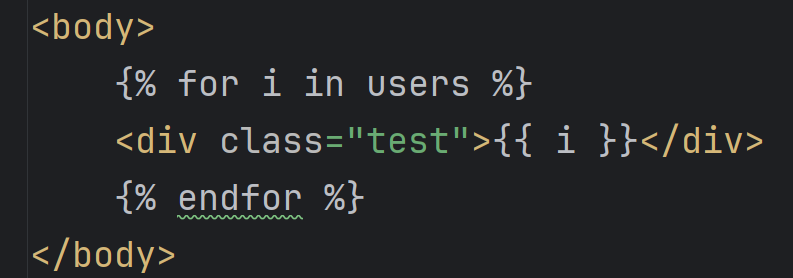 <body>
{% for i in users %}
<div class="test">{{ i }}</div>
{% endfor %}
</body>